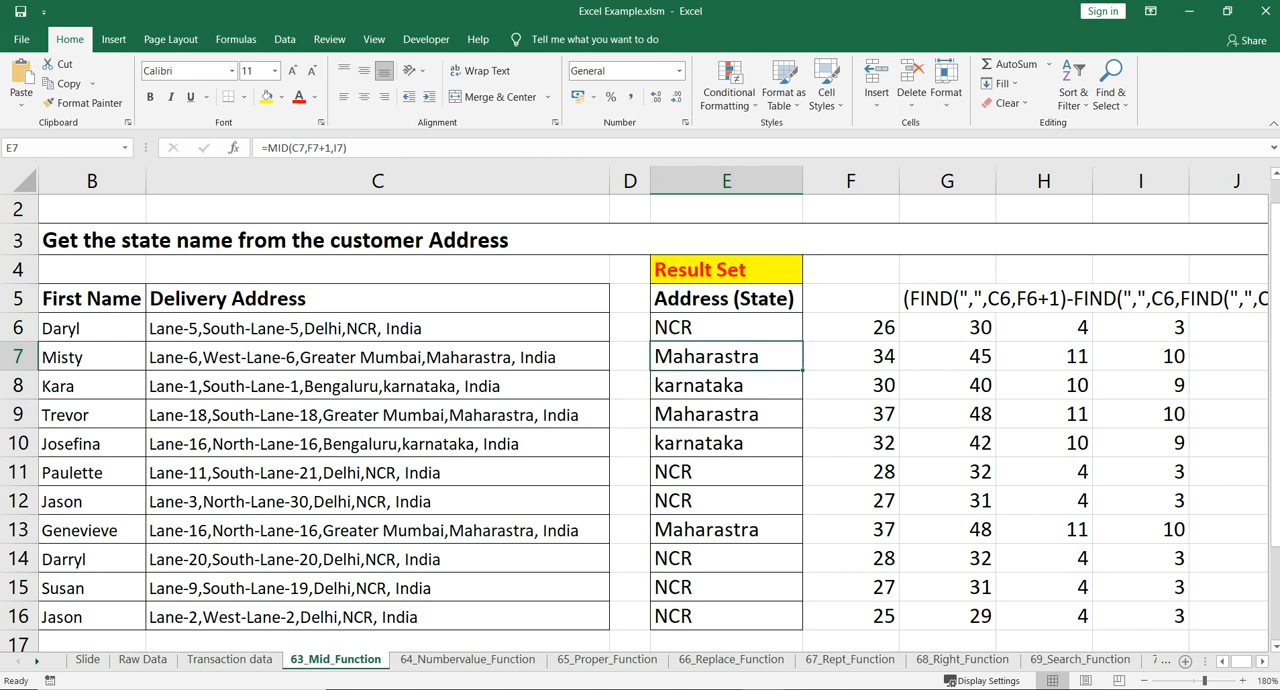 Excel Example.xlsm - Excel
Sign in
File Home Insert Page Layout Formulas Data Review View Developer Help Tell me what you want to do Share
Paste
Cut
Copy
Format Painter
Clipboard
Calibri 11 A A
B I U A
Font
Wrap Text
Merge & Center
Alignment
General
% ,
Number
Conditional Formatting
Format as Table
Cell Styles
Styles
Insert Delete Format
Cells
AutoSum
Fill
Clear
Sort & Filter
Find & Select
Editing
E7 fx =MID(C7,F7+1,I7)
B C D E F G H I J
2
3 Get the state name from the customer Address
4 Result Set
5 First Name Delivery Address Address (State) (FIND(",",C6,F6+1)-FIND(",",C6,FIND(",",C
6 Daryl Lane-5,South-Lane-5,Delhi,NCR, India NCR 26 30 4 3
7 Misty Lane-6,West-Lane-6,Greater Mumbai,Maharastra, India Maharastra 34 45 11 10
8 Kara Lane-1,South-Lane-1,Bengaluru,karnataka, India karnataka 30 40 10 9
9 Trevor Lane-18,South-Lane-18,Greater Mumbai,Maharastra, India Maharastra 37 48 11 10
10 Josefina Lane-16,North-Lane-16,Bengaluru,karnataka, India karnataka 32 42 10 9
11 Paulette Lane-11,South-Lane-21,Delhi,NCR, India NCR 28 32 4 3
12 Jason Lane-3,North-Lane-30,Delhi,NCR, India NCR 27 31 4 3
13 Genevieve Lane-16,North-Lane-16,Greater Mumbai,Maharastra, India Maharastra 37 48 11 10
14 Darryl Lane-20,South-Lane-20,Delhi,NCR, India NCR 28 32 4 3
15 Susan Lane-9,South-Lane-19,Delhi,NCR, India NCR 27 31 4 3
16 Jason Lane-2,West-Lane-2,Delhi,NCR, India NCR 25 29 4 3
17
Slide Raw Data Transaction data 63_Mid_Function 64_Numbervalue_Function 65_Proper_Function 66_Replace_Function 67_Rept_Function 68_Right_Function 69_Search_Function 7 ...
Ready Display Settings 180%